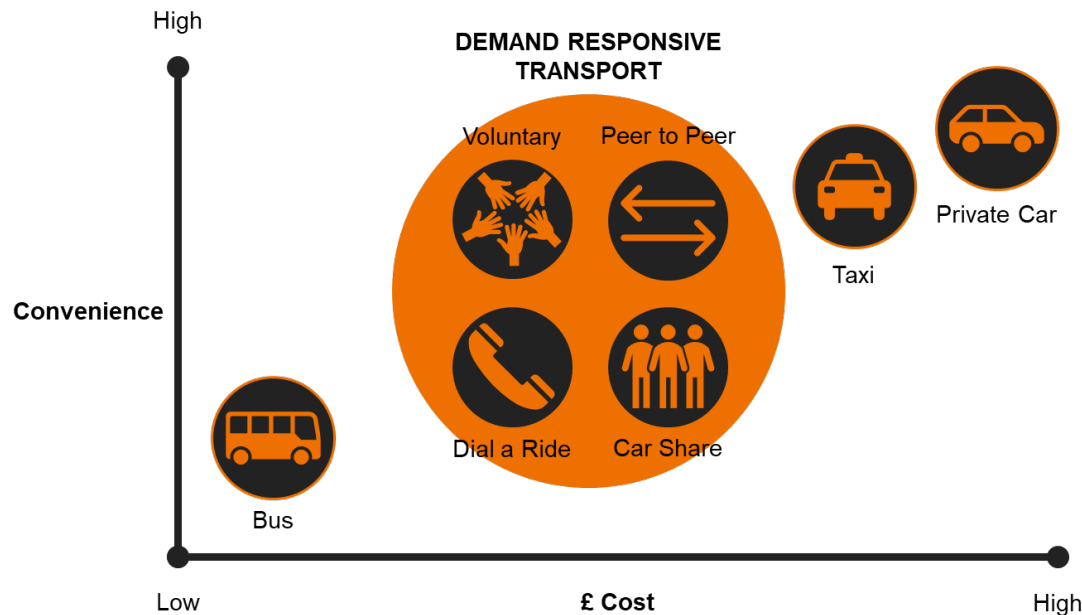 High
DEMAND RESPONSIVE
TRANSPORT
Voluntary
Peer to Peer
Private Car
Taxi
Convenience
Dial a Ride
Car Share
Bus
Low
£ Cost
High